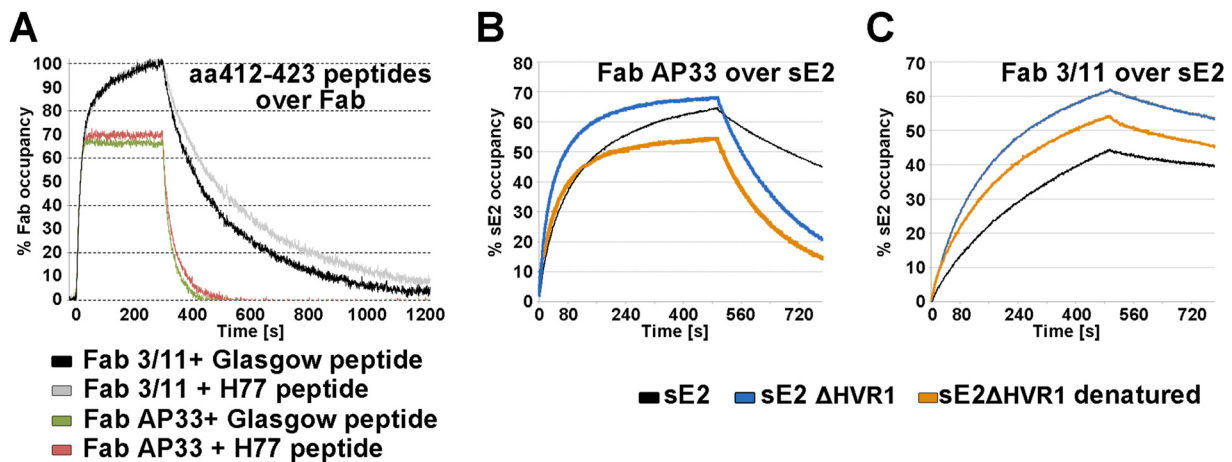 A
aa412-423 peptides
over Fab
% Fab occupancy
100
90
80
70
60
50
40
30
20
10
0
0 200 400 600 800 1000 1200
Time [s]
Fab 3/11+ Glasgow peptide
Fab 3/11 + H77 peptide
Fab AP33+ Glasgow peptide
Fab AP33 + H77 peptide
B
Fab AP33 over sE2
% sE2 occupancy
80
70
60
50
40
30
20
10
0
0 80 240 400 560 720
Time [s]
C
Fab 3/11 over sE2
% sE2 occupancy
70
60
50
40
30
20
10
0
0 80 240 400 560 720
Time [s]
sE2 sE2 ΔHVR1 sE2ΔHVR1 denatured